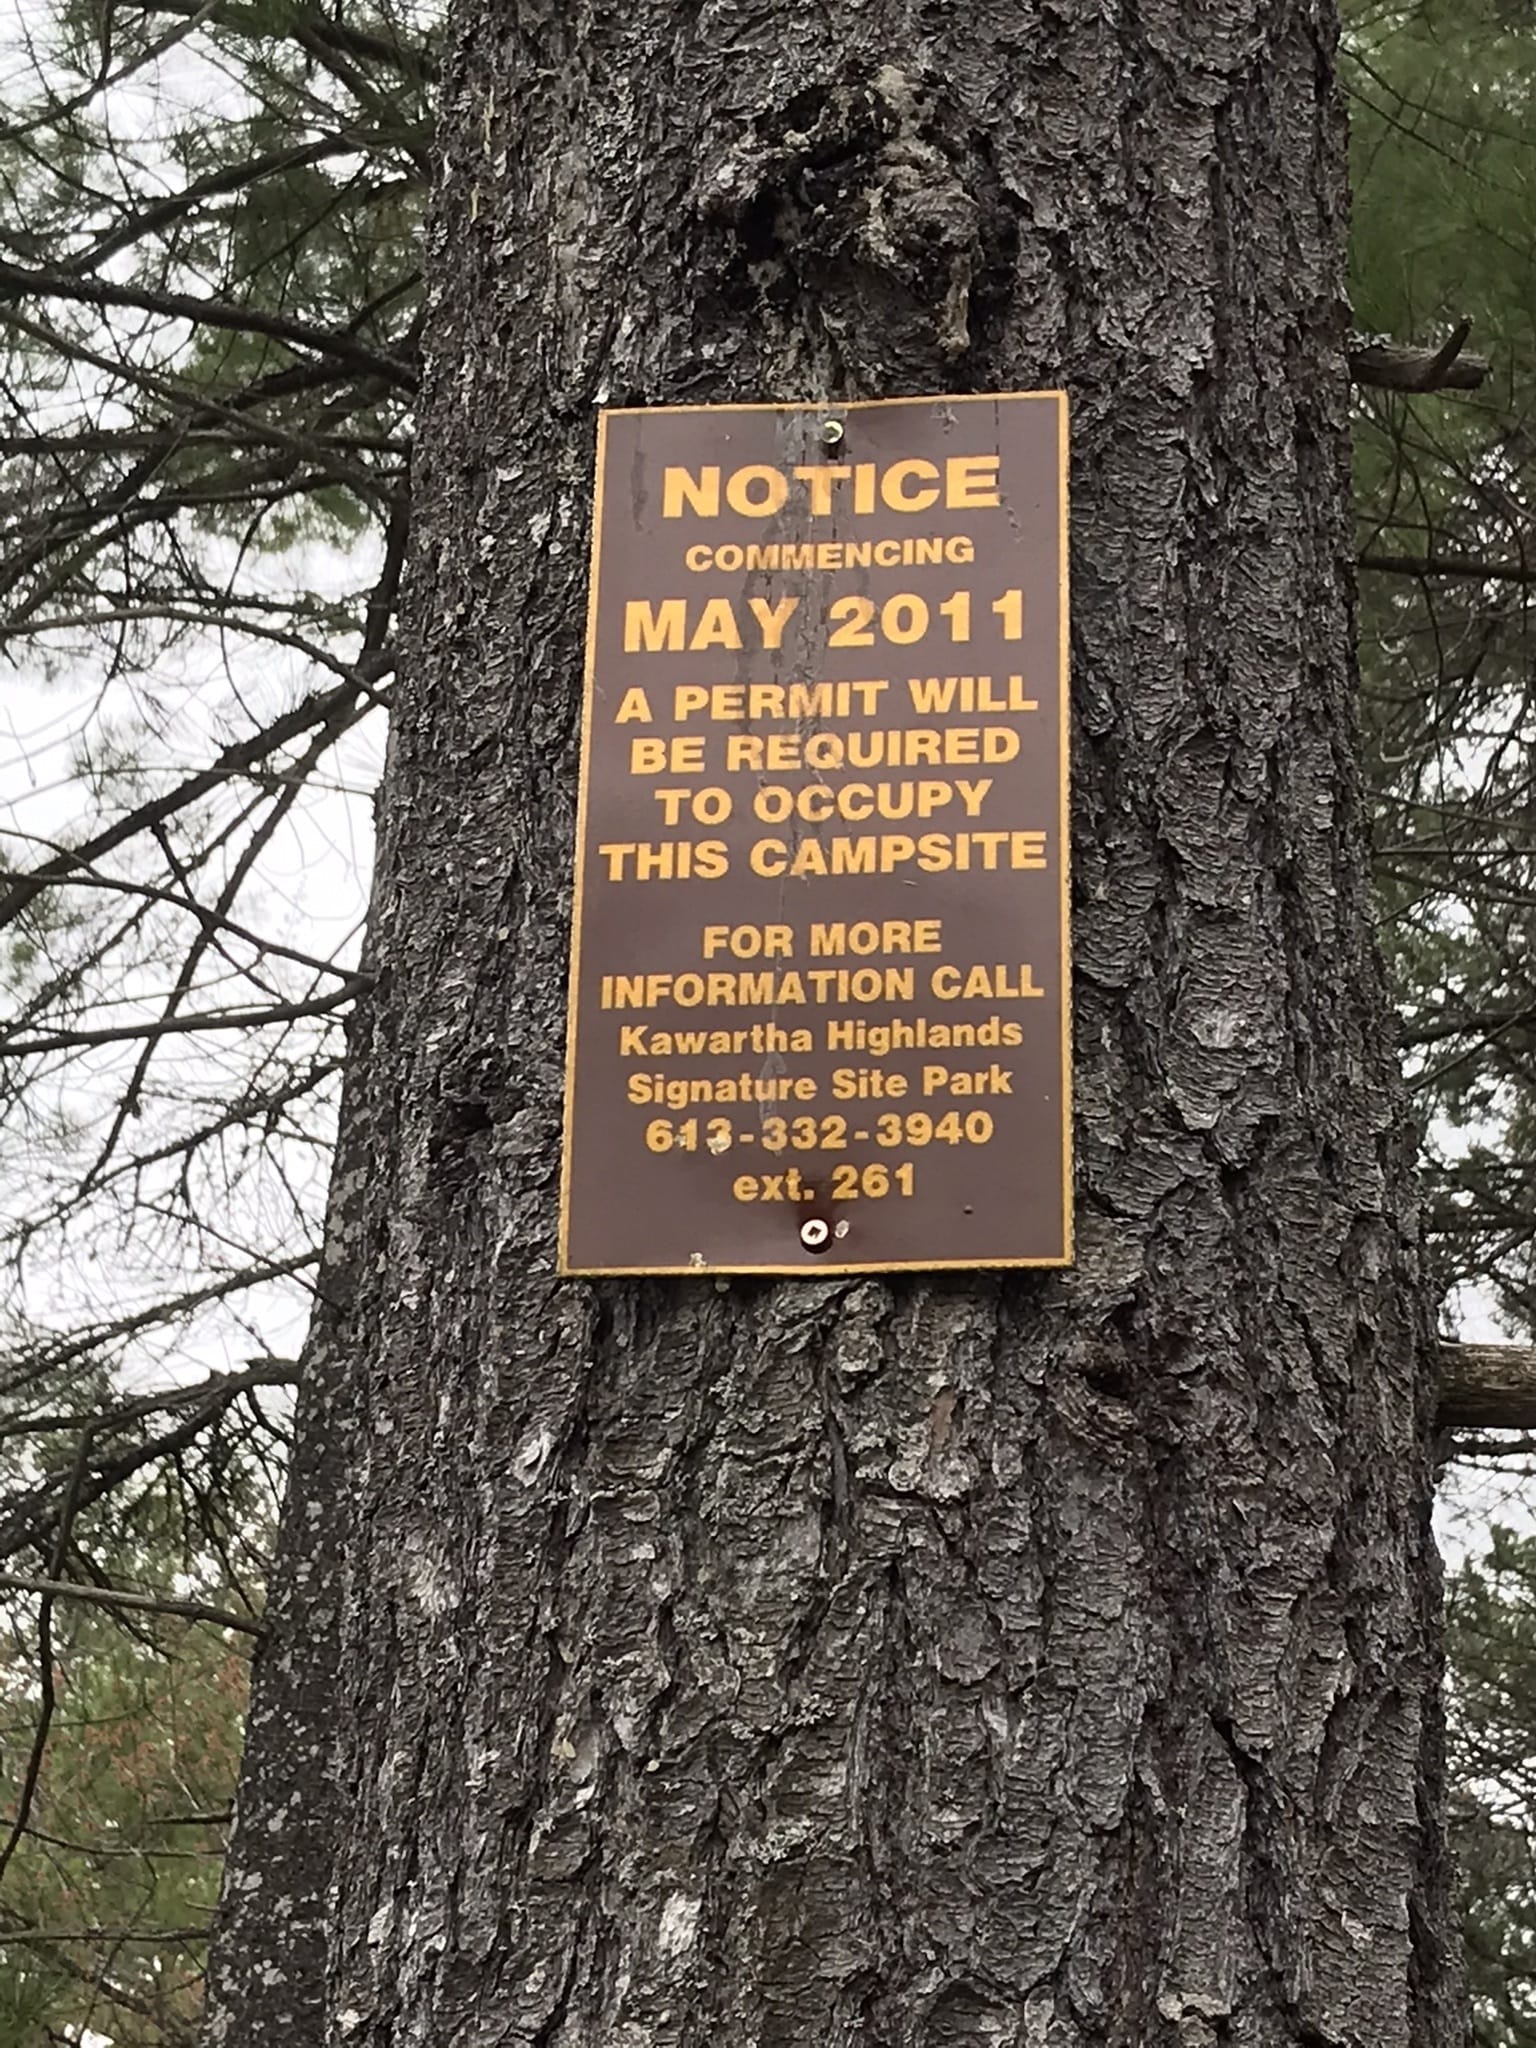 NOTICE
COMMENCING
MAY 2011
A PERMIT WILL
BE REQUIRED
TO OCCUPY
THIS CAMPSITE
FOR MORE
INFORMATION CALL
Kawartha Highlands
Signature Site Park
613-332-3940
ext. 261